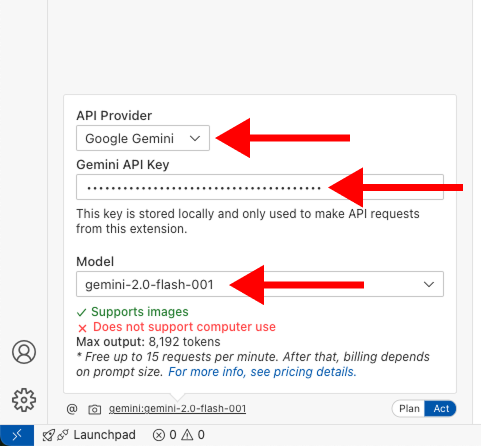 API Provider
Google Gemini
Gemini API Key
••••••••••••••••••••••••••••••••••••••
This key is stored locally and only used to make API requests
from this extension.
Model
gemini-2.0-flash-001
✓ Supports images
✕ Does not support computer use
Max output: 8,192 tokens
* Free up to 15 requests per minute. After that, billing depends
on prompt size. For more info, see pricing details.
@ gemini:gemini-2.0-flash-001 Plan Act
Launchpad 0 0